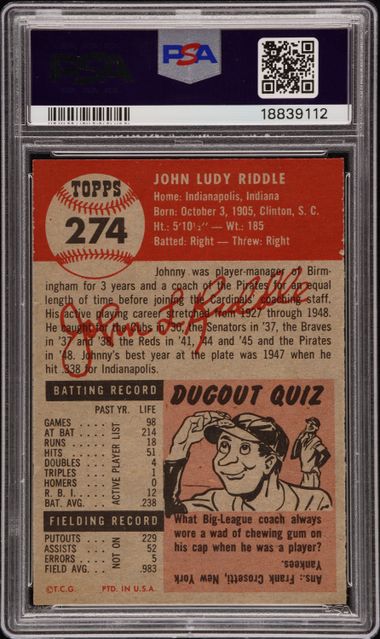 PSA
PSA
18839112
TOPPS
274
JOHN LUDY RIDDLE
Home: Indianapolis, Indiana
Born: October 3, 1905, Clinton, S. C.
Ht.: 5'10½" — Wt.: 185
Batted: Right — Threw: Right
Johnny was player-manager of Birm-
ingham for 3 years and a coach of the Pirates for an equal
length of time before joining the Cardinals' coaching staff.
His active playing career stretched from 1927 through 1948.
He caught for the Sox in '30, the Senators in '37, the Braves
in '37 and '38, the Reds in '41, '44 and '45 and the Pirates
in '48. Johnny's best year at the plate was 1947 when he
hit .338 for Indianapolis.
John L Riddle
BATTING RECORD
PAST YR. LIFE
GAMES 98
AT BAT 214
RUNS 18
HITS 51
DOUBLES 4
TRIPLES 1
HOMERS 0
R. B. I. 12
BAT. AVG. .238
NOT ON ACTIVE PLAYER LIST
FIELDING RECORD
PUTOUTS 229
ASSISTS 52
ERRORS 5
FIELD AVG. .983
©T.C.G. PTD. IN U.S.A.
DUGOUT QUIZ
What Big-League coach always
wore a wad of chewing gum on
his cap when he was a player?
Ans.: Frank Crosetti, New York
Yankees.